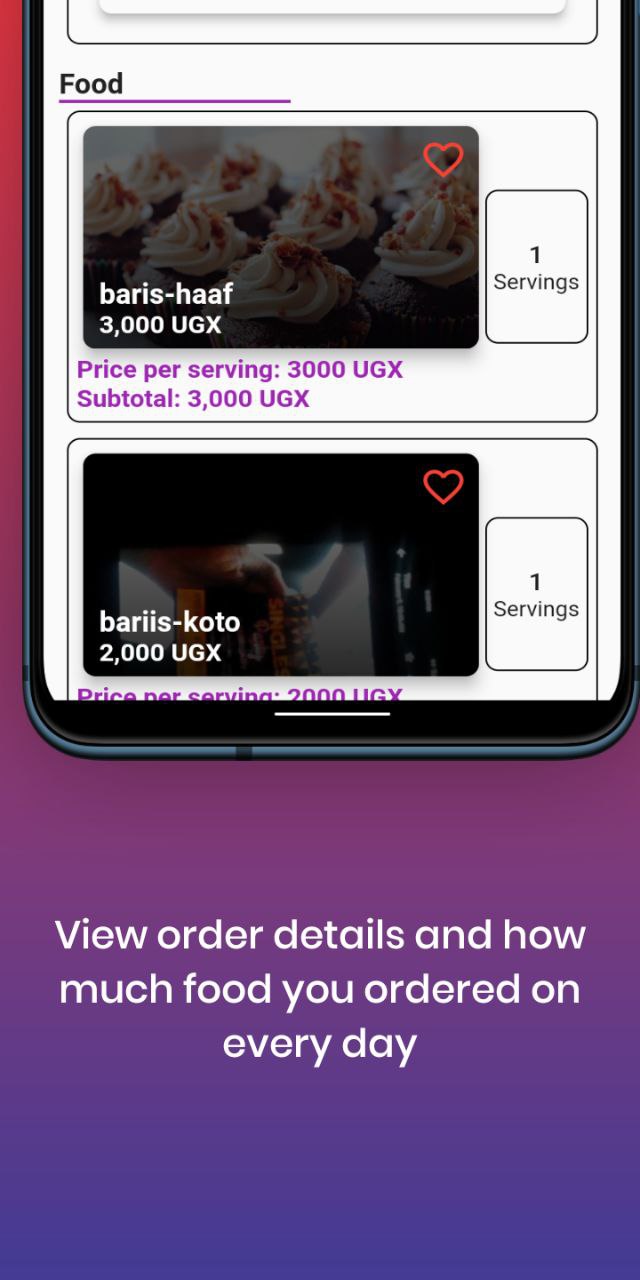 Food
baris-haaf
3,000 UGX
1
Servings
Price per serving: 3000 UGX
Subtotal: 3,000 UGX
SINGLE
bariis-koto
2,000 UGX
1
Servings
Price per serving: 2000 UGX
View order details and how
much food you ordered on
every day